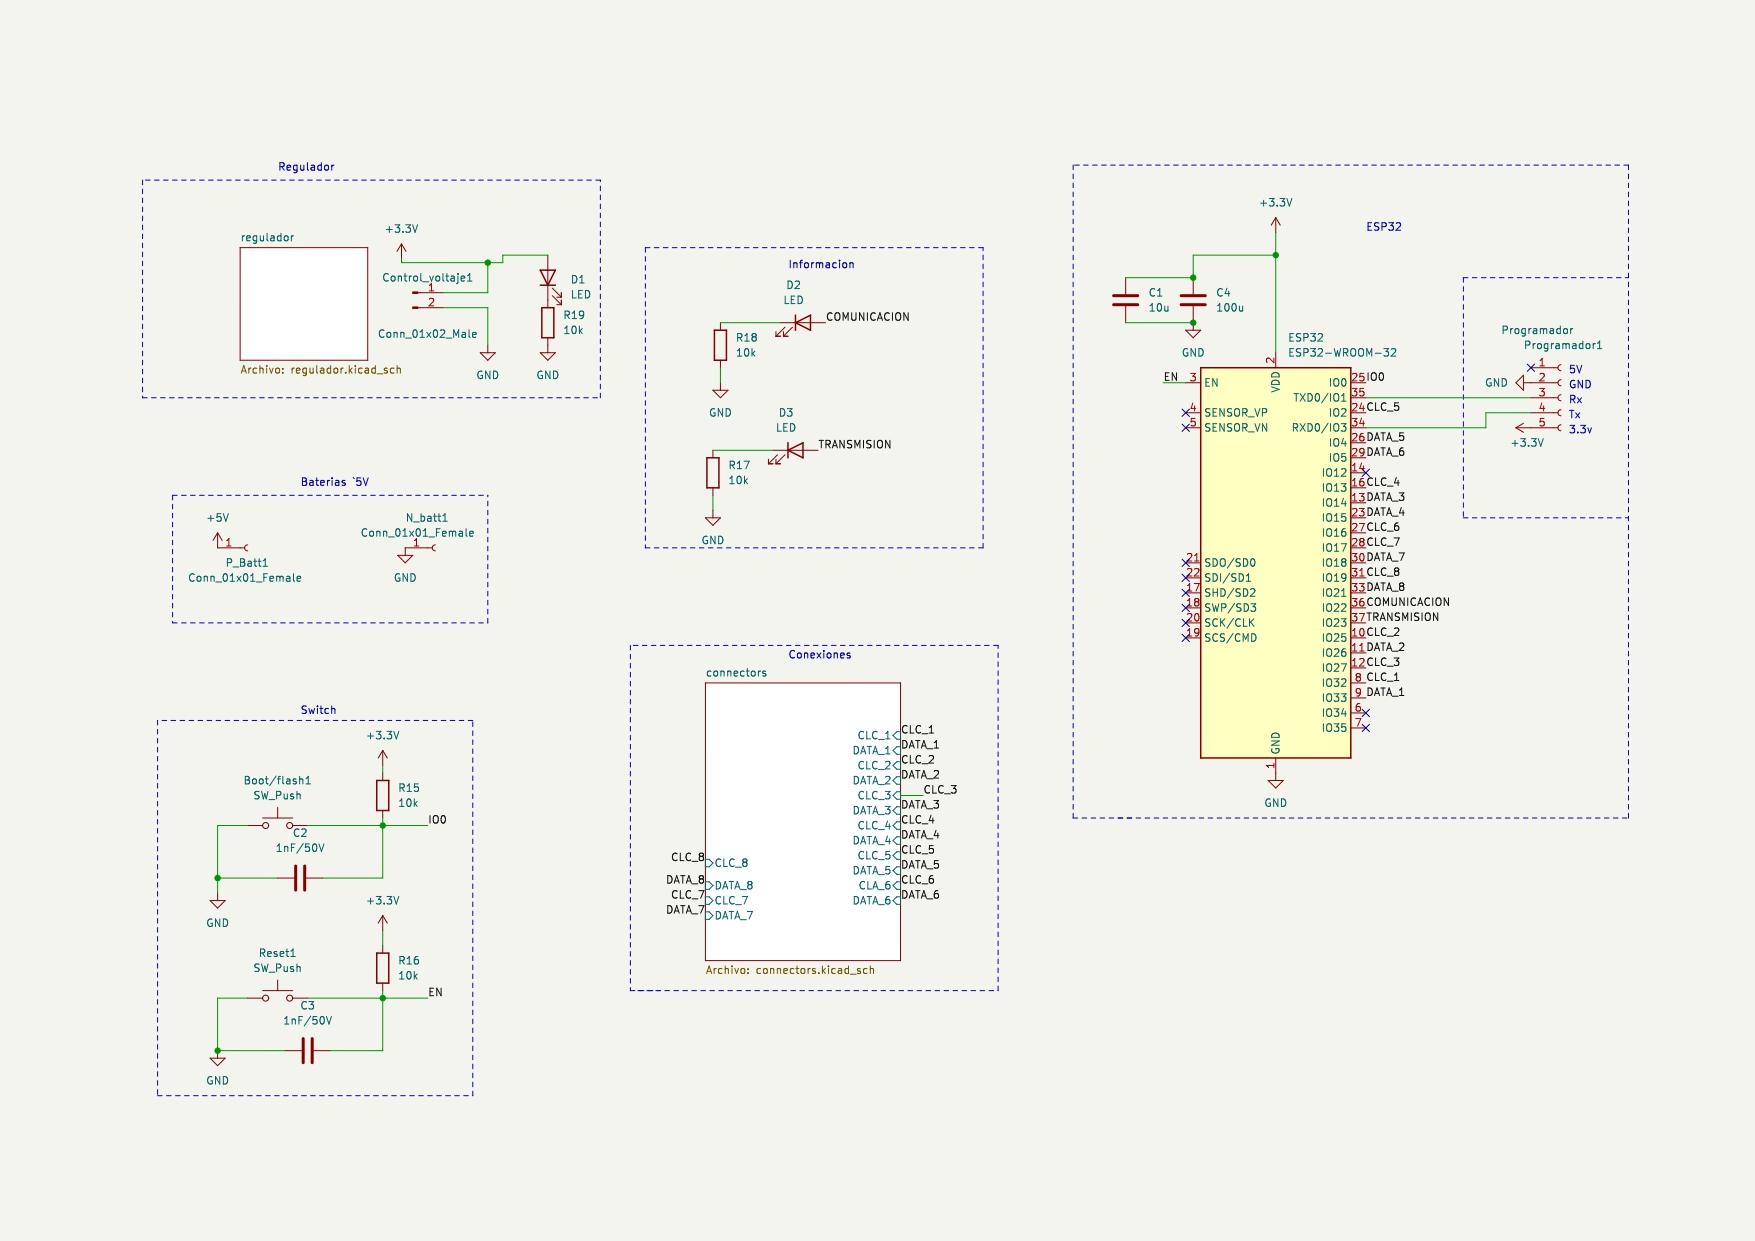 Regulador
regulador
+3.3V
Control_voltaje1
1
2
Conn_01x02_Male
D1
LED
R19
10k
GND
GND
Archivo: regulador.kicad_sch
Baterias `5V
+5V
1
P_Batt1
Conn_01x01_Female
N_batt1
Conn_01x01_Female
1
GND
Switch
+3.3V
Boot/flash1
SW_Push
R15
10k
IO0
C2
1nF/50V
GND
+3.3V
Reset1
SW_Push
R16
10k
EN
C3
1nF/50V
GND
Informacion
D2
LED
COMUNICACION
R18
10k
GND
D3
LED
TRANSMISION
R17
10k
GND
Conexiones
connectors
CLC_1 CLC_1
DATA_1 DATA_1
CLC_2 CLC_2
DATA_2 DATA_2
CLC_3 CLC_3
DATA_3 DATA_3
CLC_4 CLC_4
DATA_4 DATA_4
CLC_5 CLC_5
DATA_5 DATA_5
CLA_6 CLC_6
DATA_6 DATA_6
CLC_8 CLC_8
DATA_8 DATA_8
CLC_7 CLC_7
DATA_7 DATA_7
Archivo: connectors.kicad_sch
ESP32
+3.3V
C1
10u
C4
100u
GND
ESP32
ESP32-WROOM-32
2
VDD
EN 3 EN
4 SENSOR_VP
5 SENSOR_VN
21 SDO/SD0
22 SDI/SD1
17 SHD/SD2
18 SWP/SD3
20 SCK/CLK
19 SCS/CMD
IO0 25 IO0
TXD0/IO1 35
IO2 24 CLC_5
RXD0/IO3 34
IO4 26 DATA_5
IO5 29 DATA_6
IO12 14
IO13 16 CLC_4
IO14 13 DATA_3
IO15 23 DATA_4
IO16 27 CLC_6
IO17 28 CLC_7
IO18 30 DATA_7
IO19 31 CLC_8
IO21 33 DATA_8
IO22 36 COMUNICACION
IO23 37 TRANSMISION
IO25 10 CLC_2
IO26 11 DATA_2
IO27 12 CLC_3
IO32 8 CLC_1
IO33 9 DATA_1
IO34 6
IO35 7
GND
1
GND
Programador
Programador1
1 5V
GND 2 GND
3 Rx
4 Tx
5 3.3v
+3.3V